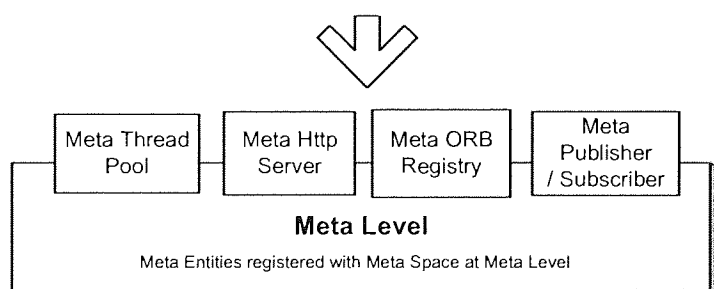 Meta Thread
Pool
Meta Http
Server
Meta ORB
Registry
Meta
Publisher
/ Subscriber
Meta Level
Meta Entities registered with Meta Space at Meta Level